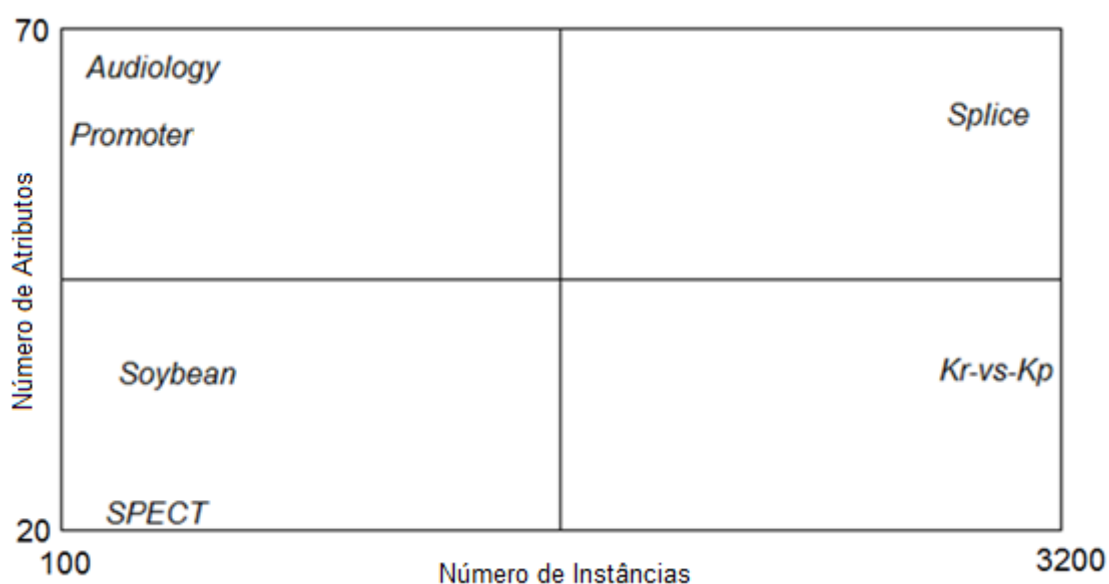 70
Audiology
Splice
Promoter
Número de Atributos
Soybean
Kr-vs-Kp
SPECT
20
100
Número de Instâncias
3200